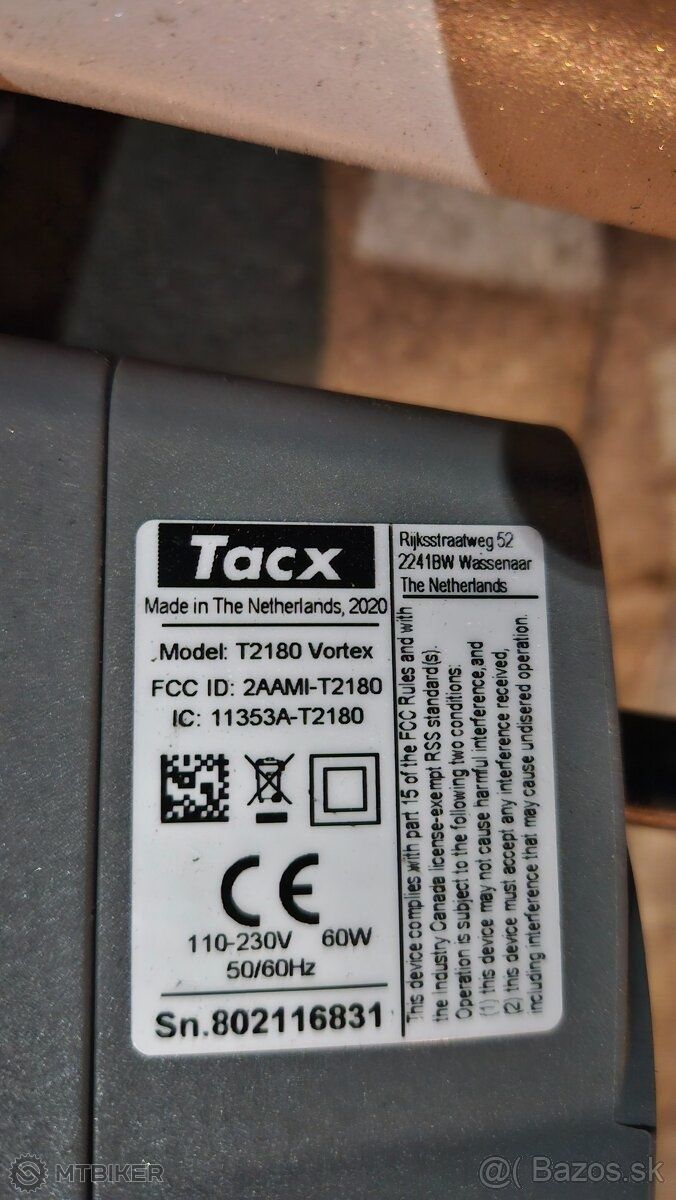 Tacx
Made in The Netherlands, 2020
Model: T2180 Vortex
FCC ID: 2AAMI-T2180
IC: 11353A-T2180
CE
110-230V 60W
50/60Hz
Sn.802116831
Rijksstraatweg 52
2241BW Wassenaar
The Netherlands
This device complies with part 15 of the FCC Rules and with
the Industry Canada license-exempt RSS standard(s).
Operation is subject to the following two conditions:
(1) this device may not cause harmful interference,and
(2) this device must accept any interference received,
including interference that may cause undisered operation.
MTBIKER
@( Bazos.sk